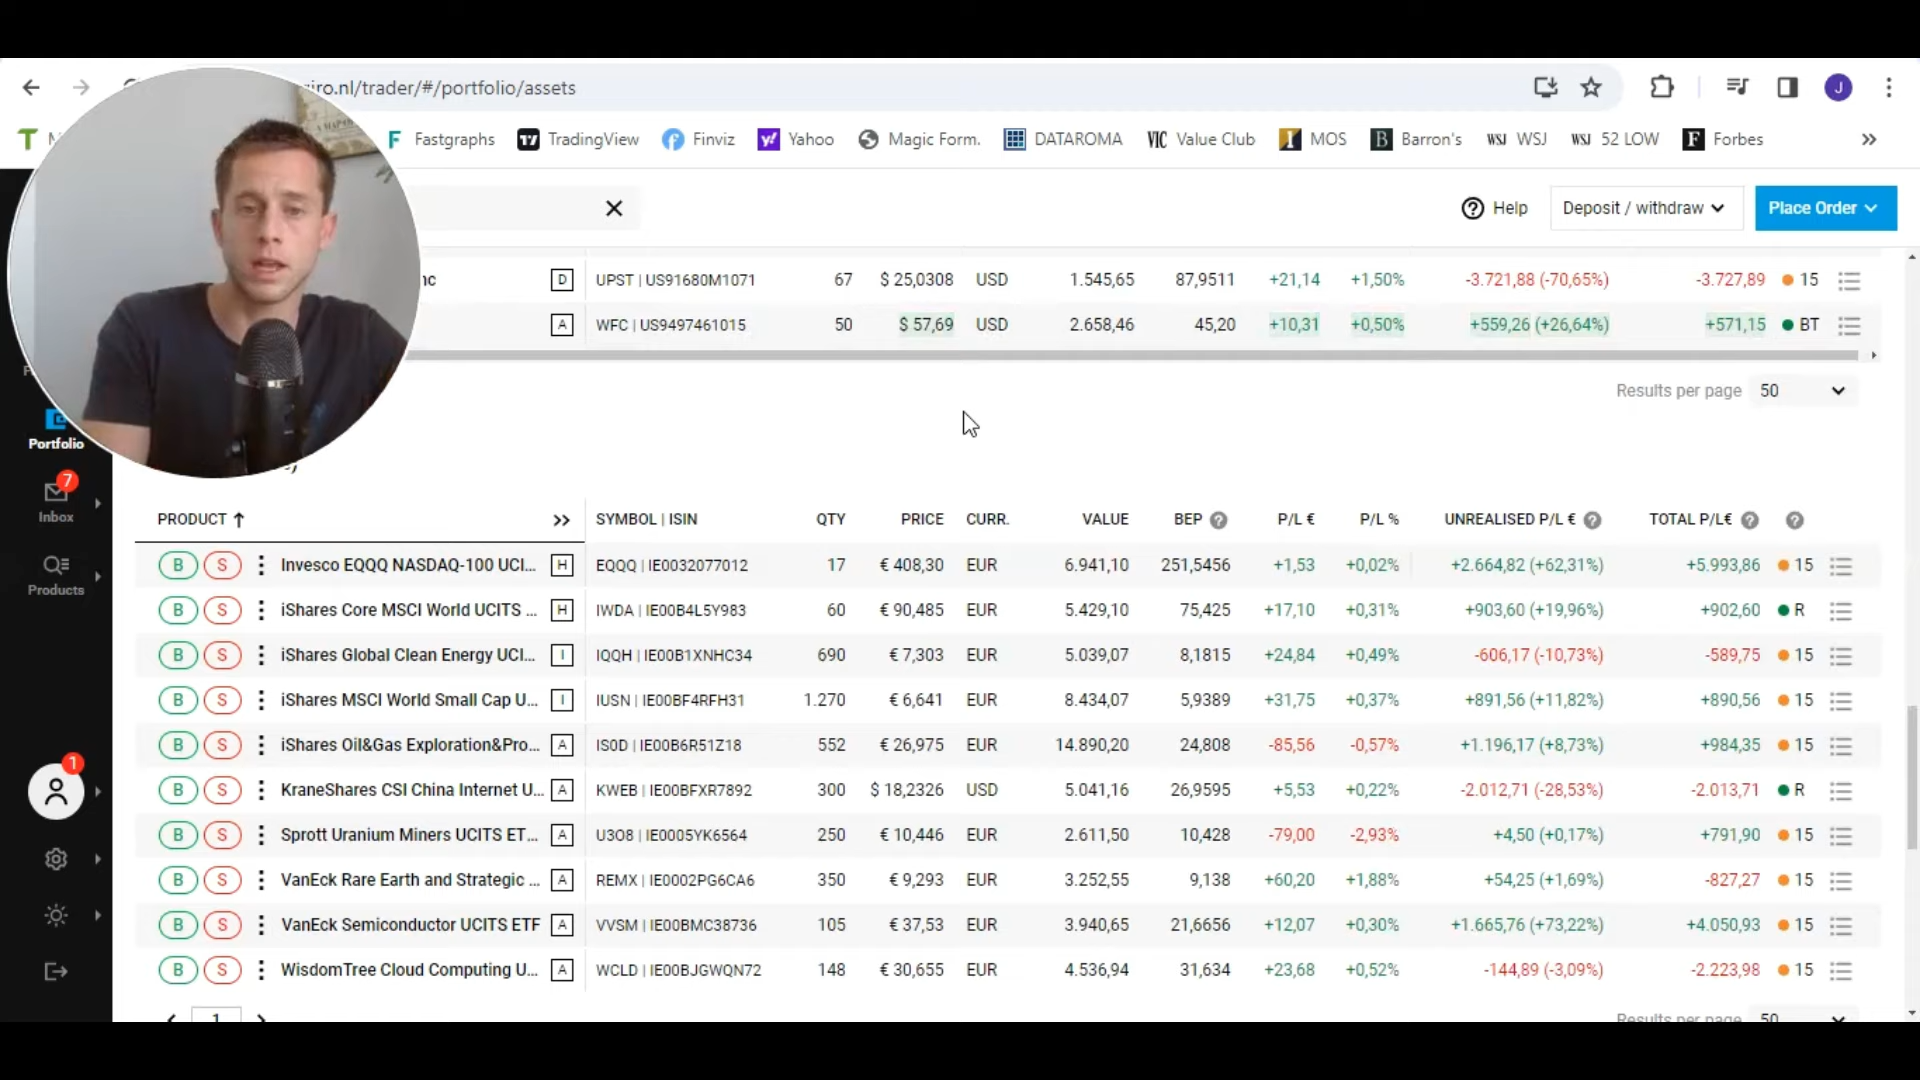 iro.nl/trader/#/portfolio/assets
J
Fastgraphs TradingView Finviz Yahoo Magic Form. DATAROMA VIC Value Club MOS Barron's WSJ WSJ WSJ 52 LOW Forbes
Help Deposit / withdraw Place Order
nc D UPST | US91680M1071 67 $ 25,0308 USD 1.545,65 87,9511 +21,14 +1,50% -3.721,88 (-70,65%) -3.727,89 15
A WFC | US9497461015 50 $ 57,69 USD 2.658,46 45,20 +10,31 +0,50% +559,26 (+26,64%) +571,15 BT
Results per page 50
Portfolio
7
Inbox
Products
1
PRODUCT SYMBOL | ISIN QTY PRICE CURR. VALUE BEP P/L € P/L % UNREALISED P/L € TOTAL P/L€
B S Invesco EQQQ NASDAQ-100 UCI... H EQQQ | IE0032077012 17 € 408,30 EUR 6.941,10 251,5456 +1,53 +0,02% +2.664,82 (+62,31%) +5.993,86 15
B S iShares Core MSCI World UCITS ... H IWDA | IE00B4L5Y983 60 € 90,485 EUR 5.429,10 75,425 +17,10 +0,31% +903,60 (+19,96%) +902,60 R
B S iShares Global Clean Energy UCI... I IQQH | IE00B1XNHC34 690 € 7,303 EUR 5.039,07 8,1815 +24,84 +0,49% -606,17 (-10,73%) -589,75 15
B S iShares MSCI World Small Cap U... I IUSN | IE00BF4RFH31 1.270 € 6,641 EUR 8.434,07 5,9389 +31,75 +0,37% +891,56 (+11,82%) +890,56 15
B S iShares Oil&Gas Exploration&Pro... A IS0D | IE00B6R51Z18 552 € 26,975 EUR 14.890,20 24,808 -85,56 -0,57% +1.196,17 (+8,73%) +984,35 15
B S KraneShares CSI China Internet U... A KWEB | IE00BFXR7892 300 $ 18,2326 USD 5.041,16 26,9595 +5,53 +0,22% -2.012,71 (-28,53%) -2.013,71 R
B S Sprott Uranium Miners UCITS ET... A U3O8 | IE0005YK6564 250 € 10,446 EUR 2.611,50 10,428 -79,00 -2,93% +4,50 (+0,17%) +791,90 15
B S VanEck Rare Earth and Strategic ... A REMX | IE0002PG6CA6 350 € 9,293 EUR 3.252,55 9,138 +60,20 +1,88% +54,25 (+1,69%) -827,27 15
B S VanEck Semiconductor UCITS ETF A VVSM | IE00BMC38736 105 € 37,53 EUR 3.940,65 21,6656 +12,07 +0,30% +1.665,76 (+73,22%) +4.050,93 15
B S WisdomTree Cloud Computing U... A WCLD | IE00BJGWQN72 148 € 30,655 EUR 4.536,94 31,634 +23,68 +0,52% -144,89 (-3,09%) -2.223,98 15
1
Results per page 50